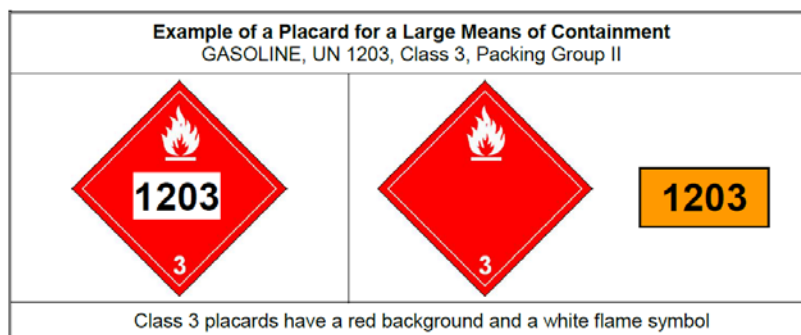 Example of a Placard for a Large Means of Containment
GASOLINE, UN 1203, Class 3, Packing Group II
1203
3
3
1203
Class 3 placards have a red background and a white flame symbol